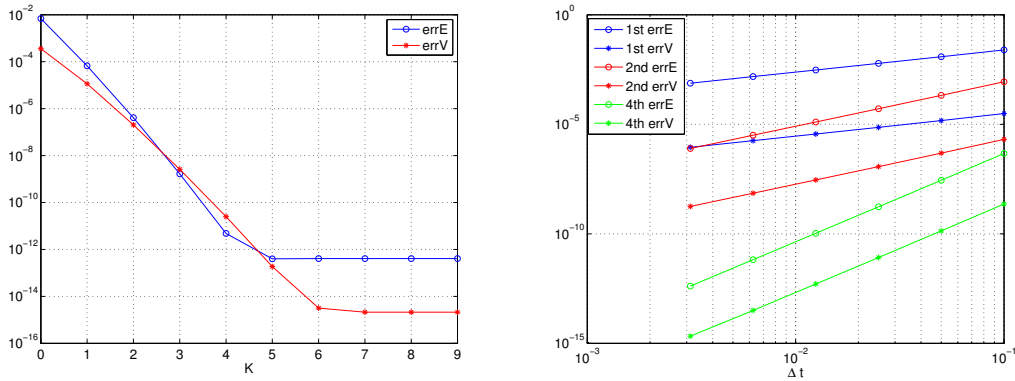 10^-2
10^-4
10^-6
10^-8
10^-10
10^-12
10^-14
10^-16
0 1 2 3 4 5 6 7 8 9
K
errE
errV
10^0
10^-5
10^-10
10^-15
10^-3 10^-2 10^-1
Δ t
1st errE
1st errV
2nd errE
2nd errV
4th errE
4th errV